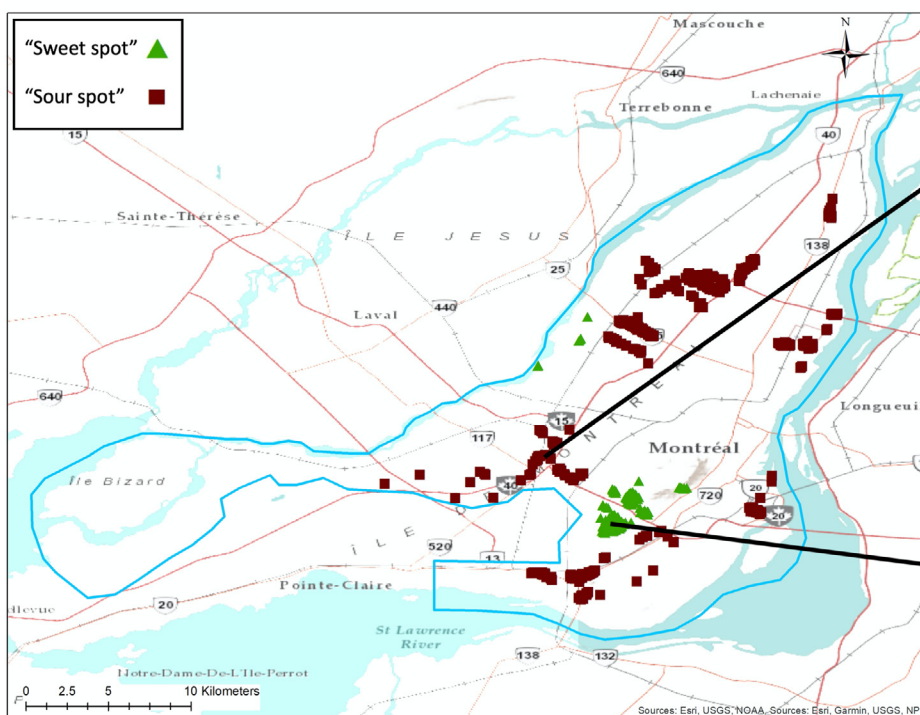 “Sweet spot”
“Sour spot”
N
Mascouche
640
Lachenaie
Terrebonne
15
40
Sainte-Thérèse
ÎLE JESUS
138
25
440
Laval
640
15
Longueui
117
Montréal
Île Bizard
40
720
20
20
520
13
Pointe-Claire
20
St Lawrence
River
138
132
Notre-Dame-De-L'Île-Perrot
0 2.5 5 10 Kilometers
Sources: Esri, USGS, NOAA, Sources: Esri, Garmin, USGS, NP